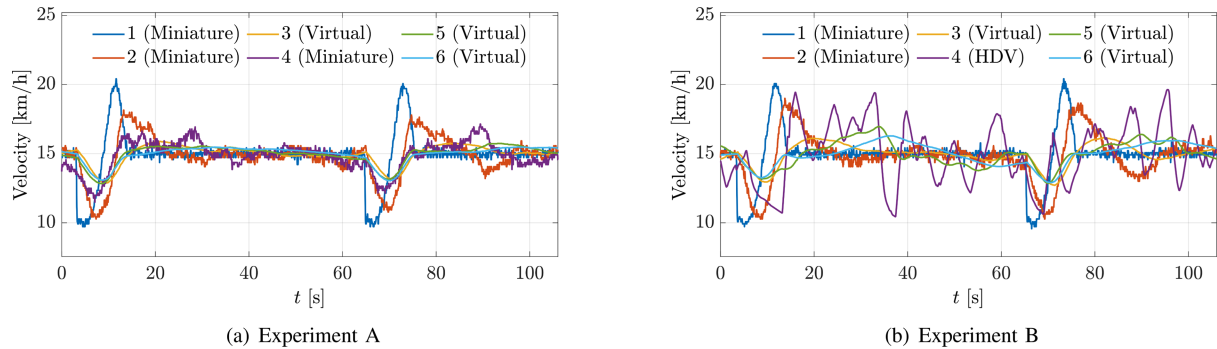 25
1 (Miniature) 3 (Virtual) 5 (Virtual)
2 (Miniature) 4 (Miniature) 6 (Virtual)
20
15
10
Velocity [km/h]
0 20 40 60 80 100
t [s]
(a) Experiment A
25
1 (Miniature) 3 (Virtual) 5 (Virtual)
2 (Miniature) 4 (HDV) 6 (Virtual)
20
15
10
Velocity [km/h]
0 20 40 60 80 100
t [s]
(b) Experiment B